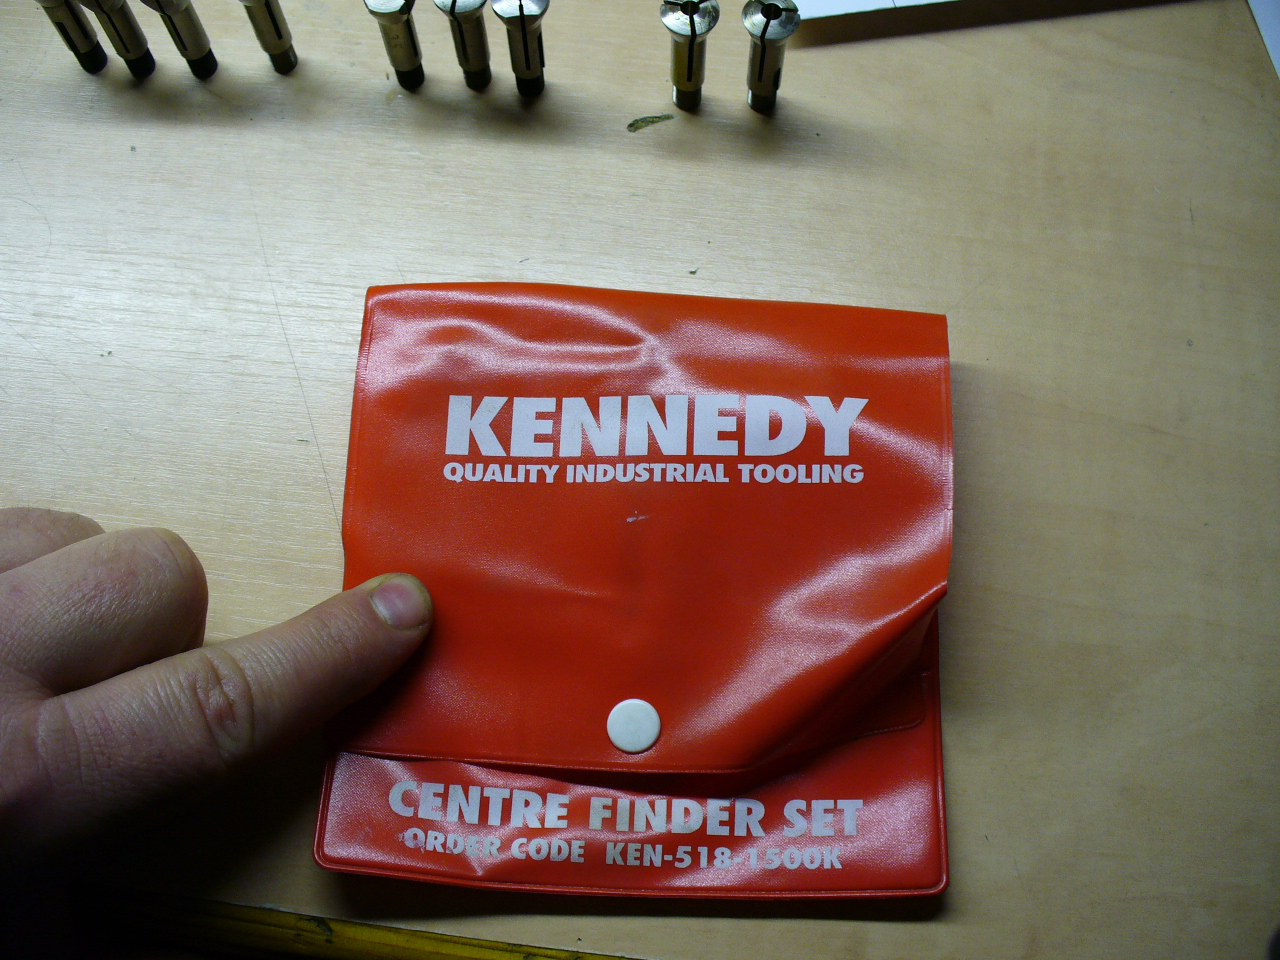 KENNEDY
QUALITY INDUSTRIAL TOOLING
CENTRE FINDER SET
ORDER CODE KEN-518-1500K